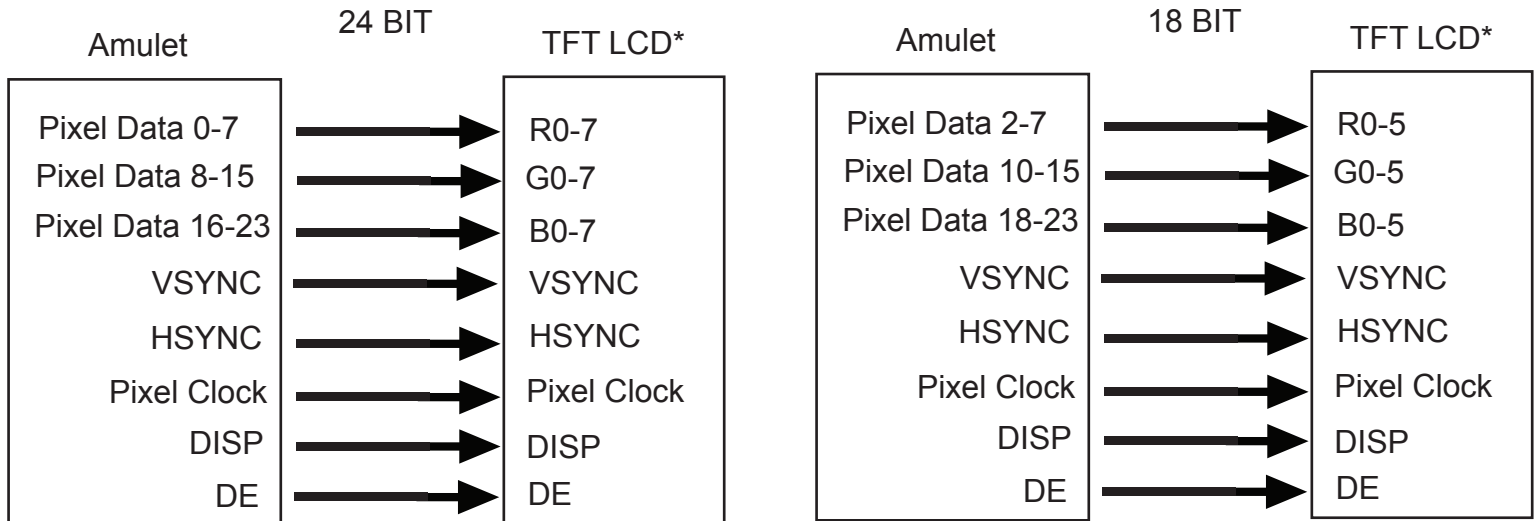 24 BIT
Amulet
TFT LCD*
Pixel Data 0-7
R0-7
Pixel Data 8-15
G0-7
Pixel Data 16-23
B0-7
VSYNC
VSYNC
HSYNC
HSYNC
Pixel Clock
Pixel Clock
DISP
DISP
DE
DE
18 BIT
Amulet
TFT LCD*
Pixel Data 2-7
R0-5
Pixel Data 10-15
G0-5
Pixel Data 18-23
B0-5
VSYNC
VSYNC
HSYNC
HSYNC
Pixel Clock
Pixel Clock
DISP
DISP
DE
DE